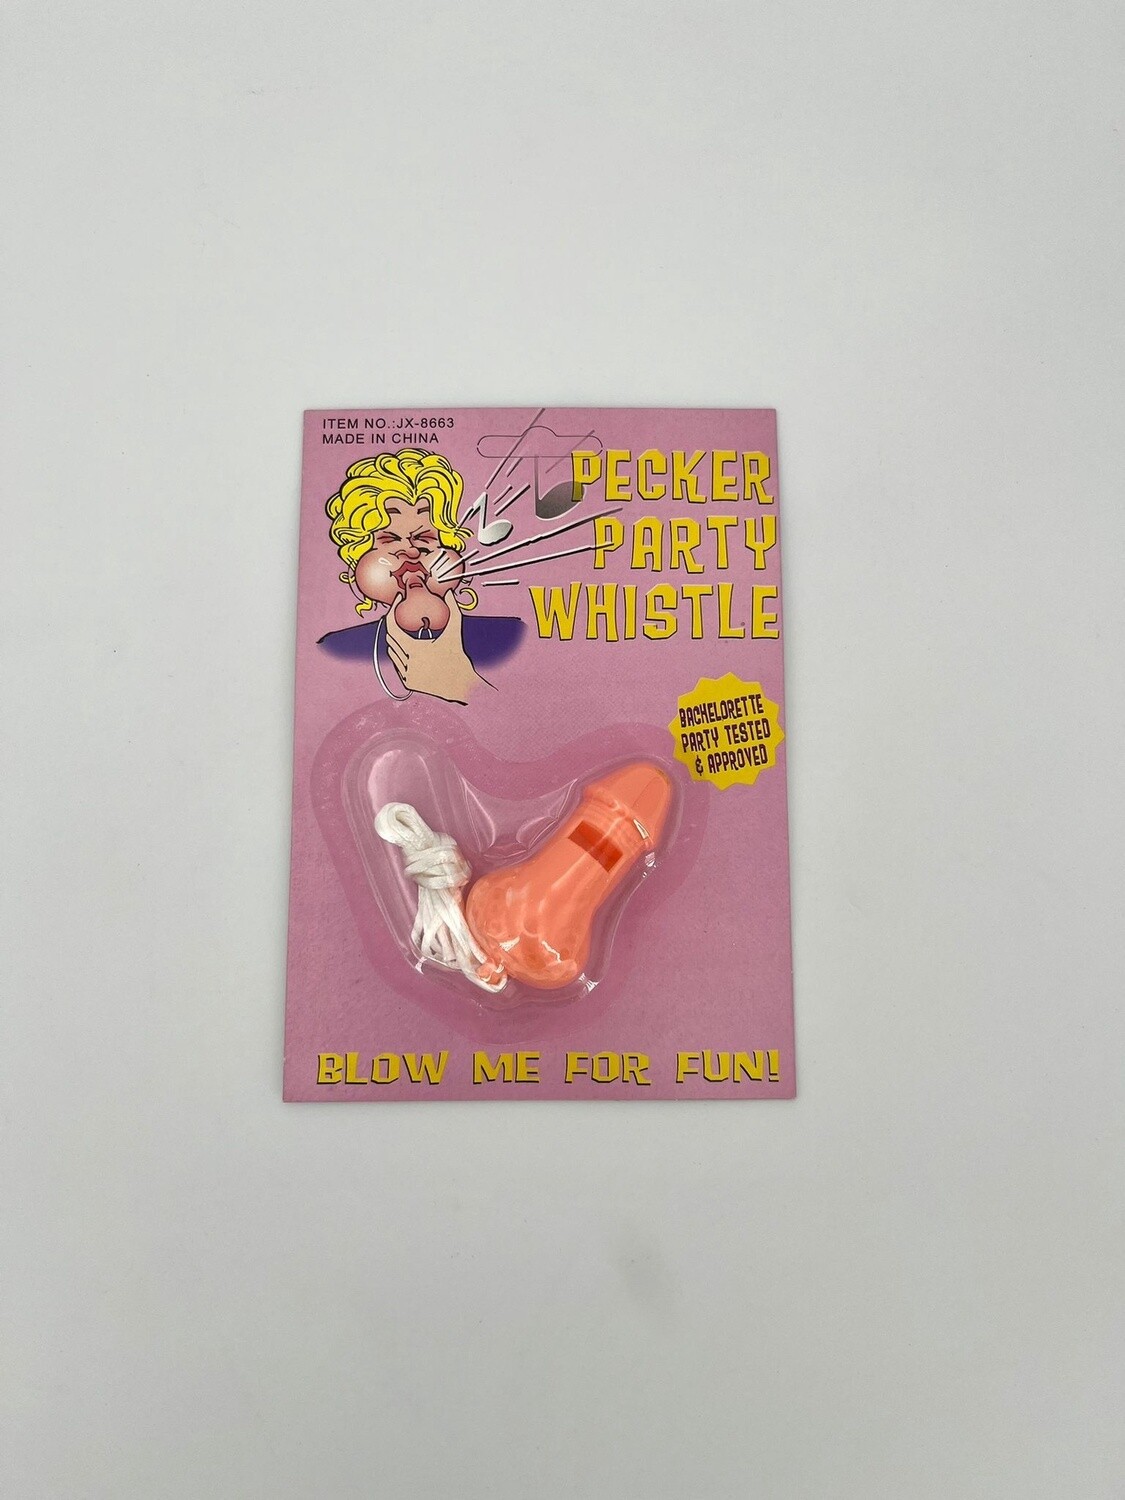 ITEM NO.:JX-8663
MADE IN CHINA
PECKER
PARTY
WHISTLE
BACHELORETTE
PARTY TESTED
& APPROVED
BLOW ME FOR FUN!